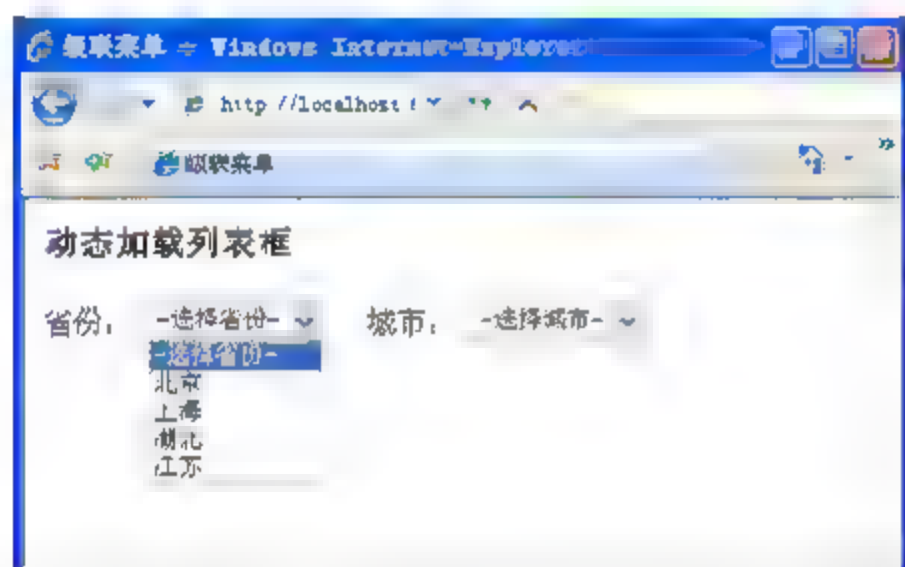 级联菜单 - Windows Internet Explorer
http://localhost
级联菜单
动态加载列表框
省份： -选择省份- 城市： -选择城市-
-选择省份-
北京
上海
湖北
江苏